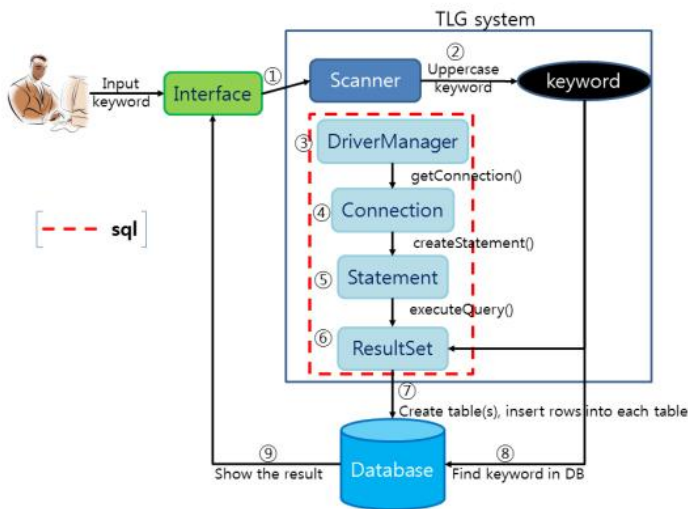 TLG system
②
Uppercase
keyword
keyword
①
Input
keyword
Interface
Scanner
③
DriverManager
getConnection()
④
Connection
createStatement()
sql
⑤
Statement
executeQuery()
⑥
ResultSet
⑦
Create table(s), insert rows into each table
⑨
Show the result
Database
⑧
Find keyword in DB